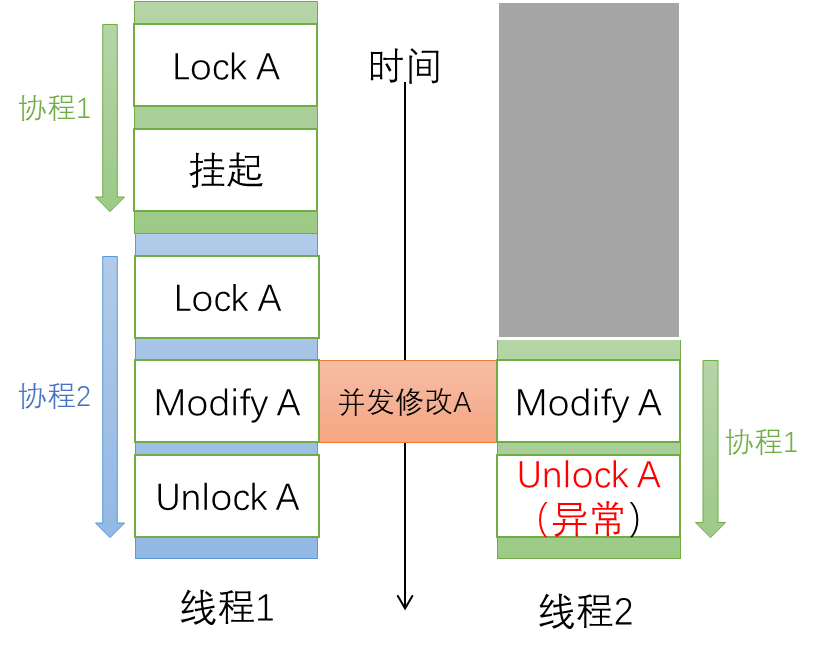 Lock A
时间
协程1
挂起
Lock A
协程2
Modify A
并发修改A
Modify A
协程1
Unlock A
Unlock A
(异常)
线程1
线程2